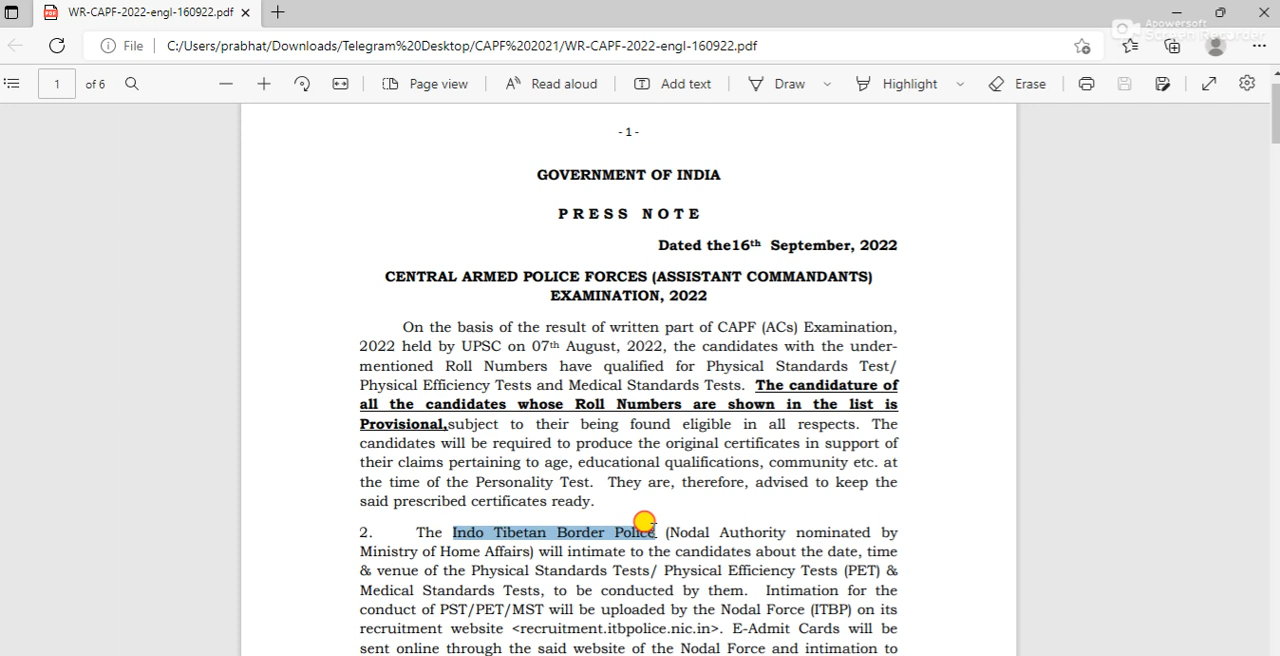 WR-CAPF-2022-engl-160922.pdf
Apowersoft
Screen Recorder
File C:/Users/prabhat/Downloads/Telegram%20Desktop/CAPF%202021/WR-CAPF-2022-engl-160922.pdf
1 of 6 Page view Read aloud Add text Draw Highlight Erase
-1-
GOVERNMENT OF INDIA
PRESS NOTE
Dated the16th September, 2022
CENTRAL ARMED POLICE FORCES (ASSISTANT COMMANDANTS)
EXAMINATION, 2022
On the basis of the result of written part of CAPF (ACs) Examination,
2022 held by UPSC on 07th August, 2022, the candidates with the under-
mentioned Roll Numbers have qualified for Physical Standards Test/
Physical Efficiency Tests and Medical Standards Tests. The candidature of
all the candidates whose Roll Numbers are shown in the list is
Provisional,subject to their being found eligible in all respects. The
candidates will be required to produce the original certificates in support of
their claims pertaining to age, educational qualifications, community etc. at
the time of the Personality Test. They are, therefore, advised to keep the
said prescribed certificates ready.
2. The Indo Tibetan Border Police (Nodal Authority nominated by
Ministry of Home Affairs) will intimate to the candidates about the date, time
& venue of the Physical Standards Tests/ Physical Efficiency Tests (PET) &
Medical Standards Tests, to be conducted by them. Intimation for the
conduct of PST/PET/MST will be uploaded by the Nodal Force (ITBP) on its
recruitment website <recruitment.itbpolice.nic.in>. E-Admit Cards will be
sent online through the said website of the Nodal Force and intimation to